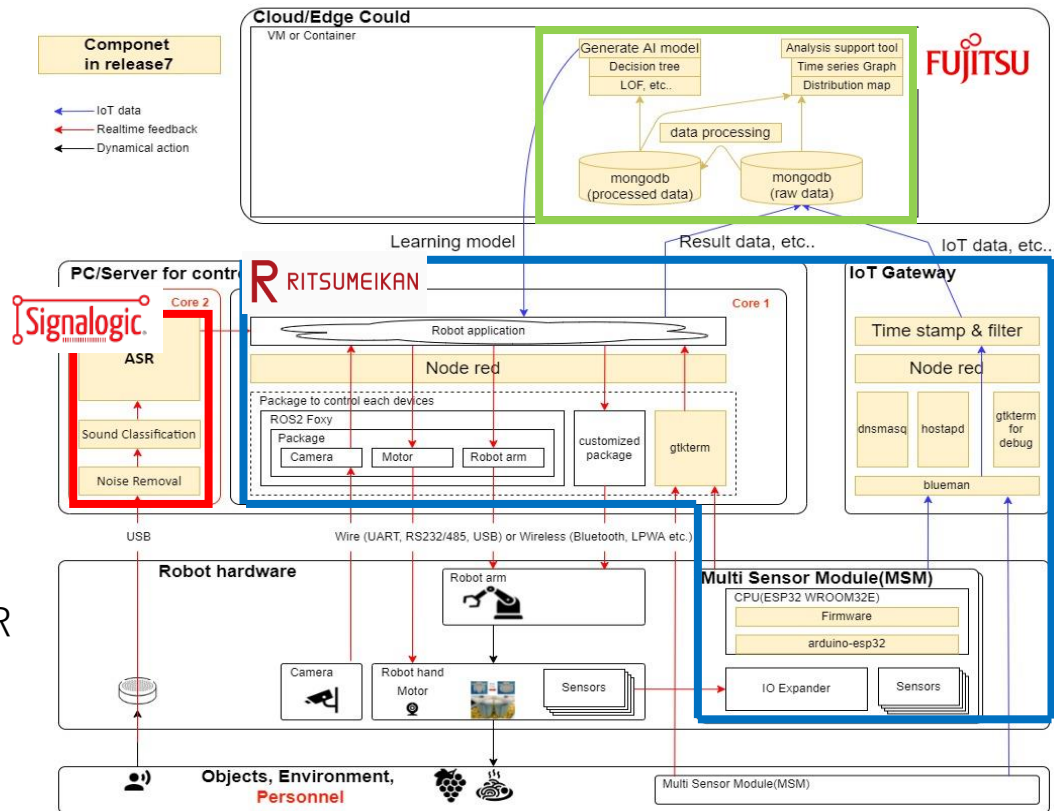 Cloud/Edge Could
VM or Container
Componet
in release7
IoT data
Realtime feedback
Dynamical action
Generate AI model
Decision tree
LOF, etc..
Analysis support tool
Time series Graph
Distribution map
data processing
mongodb
(processed data)
mongodb
(raw data)
FUJITSU
Learning model
Result data, etc..
IoT data, etc..
PC/Server for contro
RITSUMEIKAN
IoT Gateway
Signalogic
Core 2
Core 1
ASR
Robot application
Node red
Package to control each devices
ROS2 Foxy
Package
Camera
Motor
Robot arm
customized
package
gtkterm
Sound Classification
Noise Removal
Time stamp & filter
Node red
dnsmasq
hostapd
gtkterm
for
debug
blueman
USB
Wire (UART, RS232/485, USB) or Wireless (Bluetooth, LPWA etc.)
Robot hardware
Robot arm
Multi Sensor Module(MSM)
CPU(ESP32 WROOM32E)
Firmware
arduino-esp32
R
Camera
Robot hand
Motor
Sensors
IO Expander
Sensors
Objects, Environment,
Personnel
Multi Sensor Module(MSM)